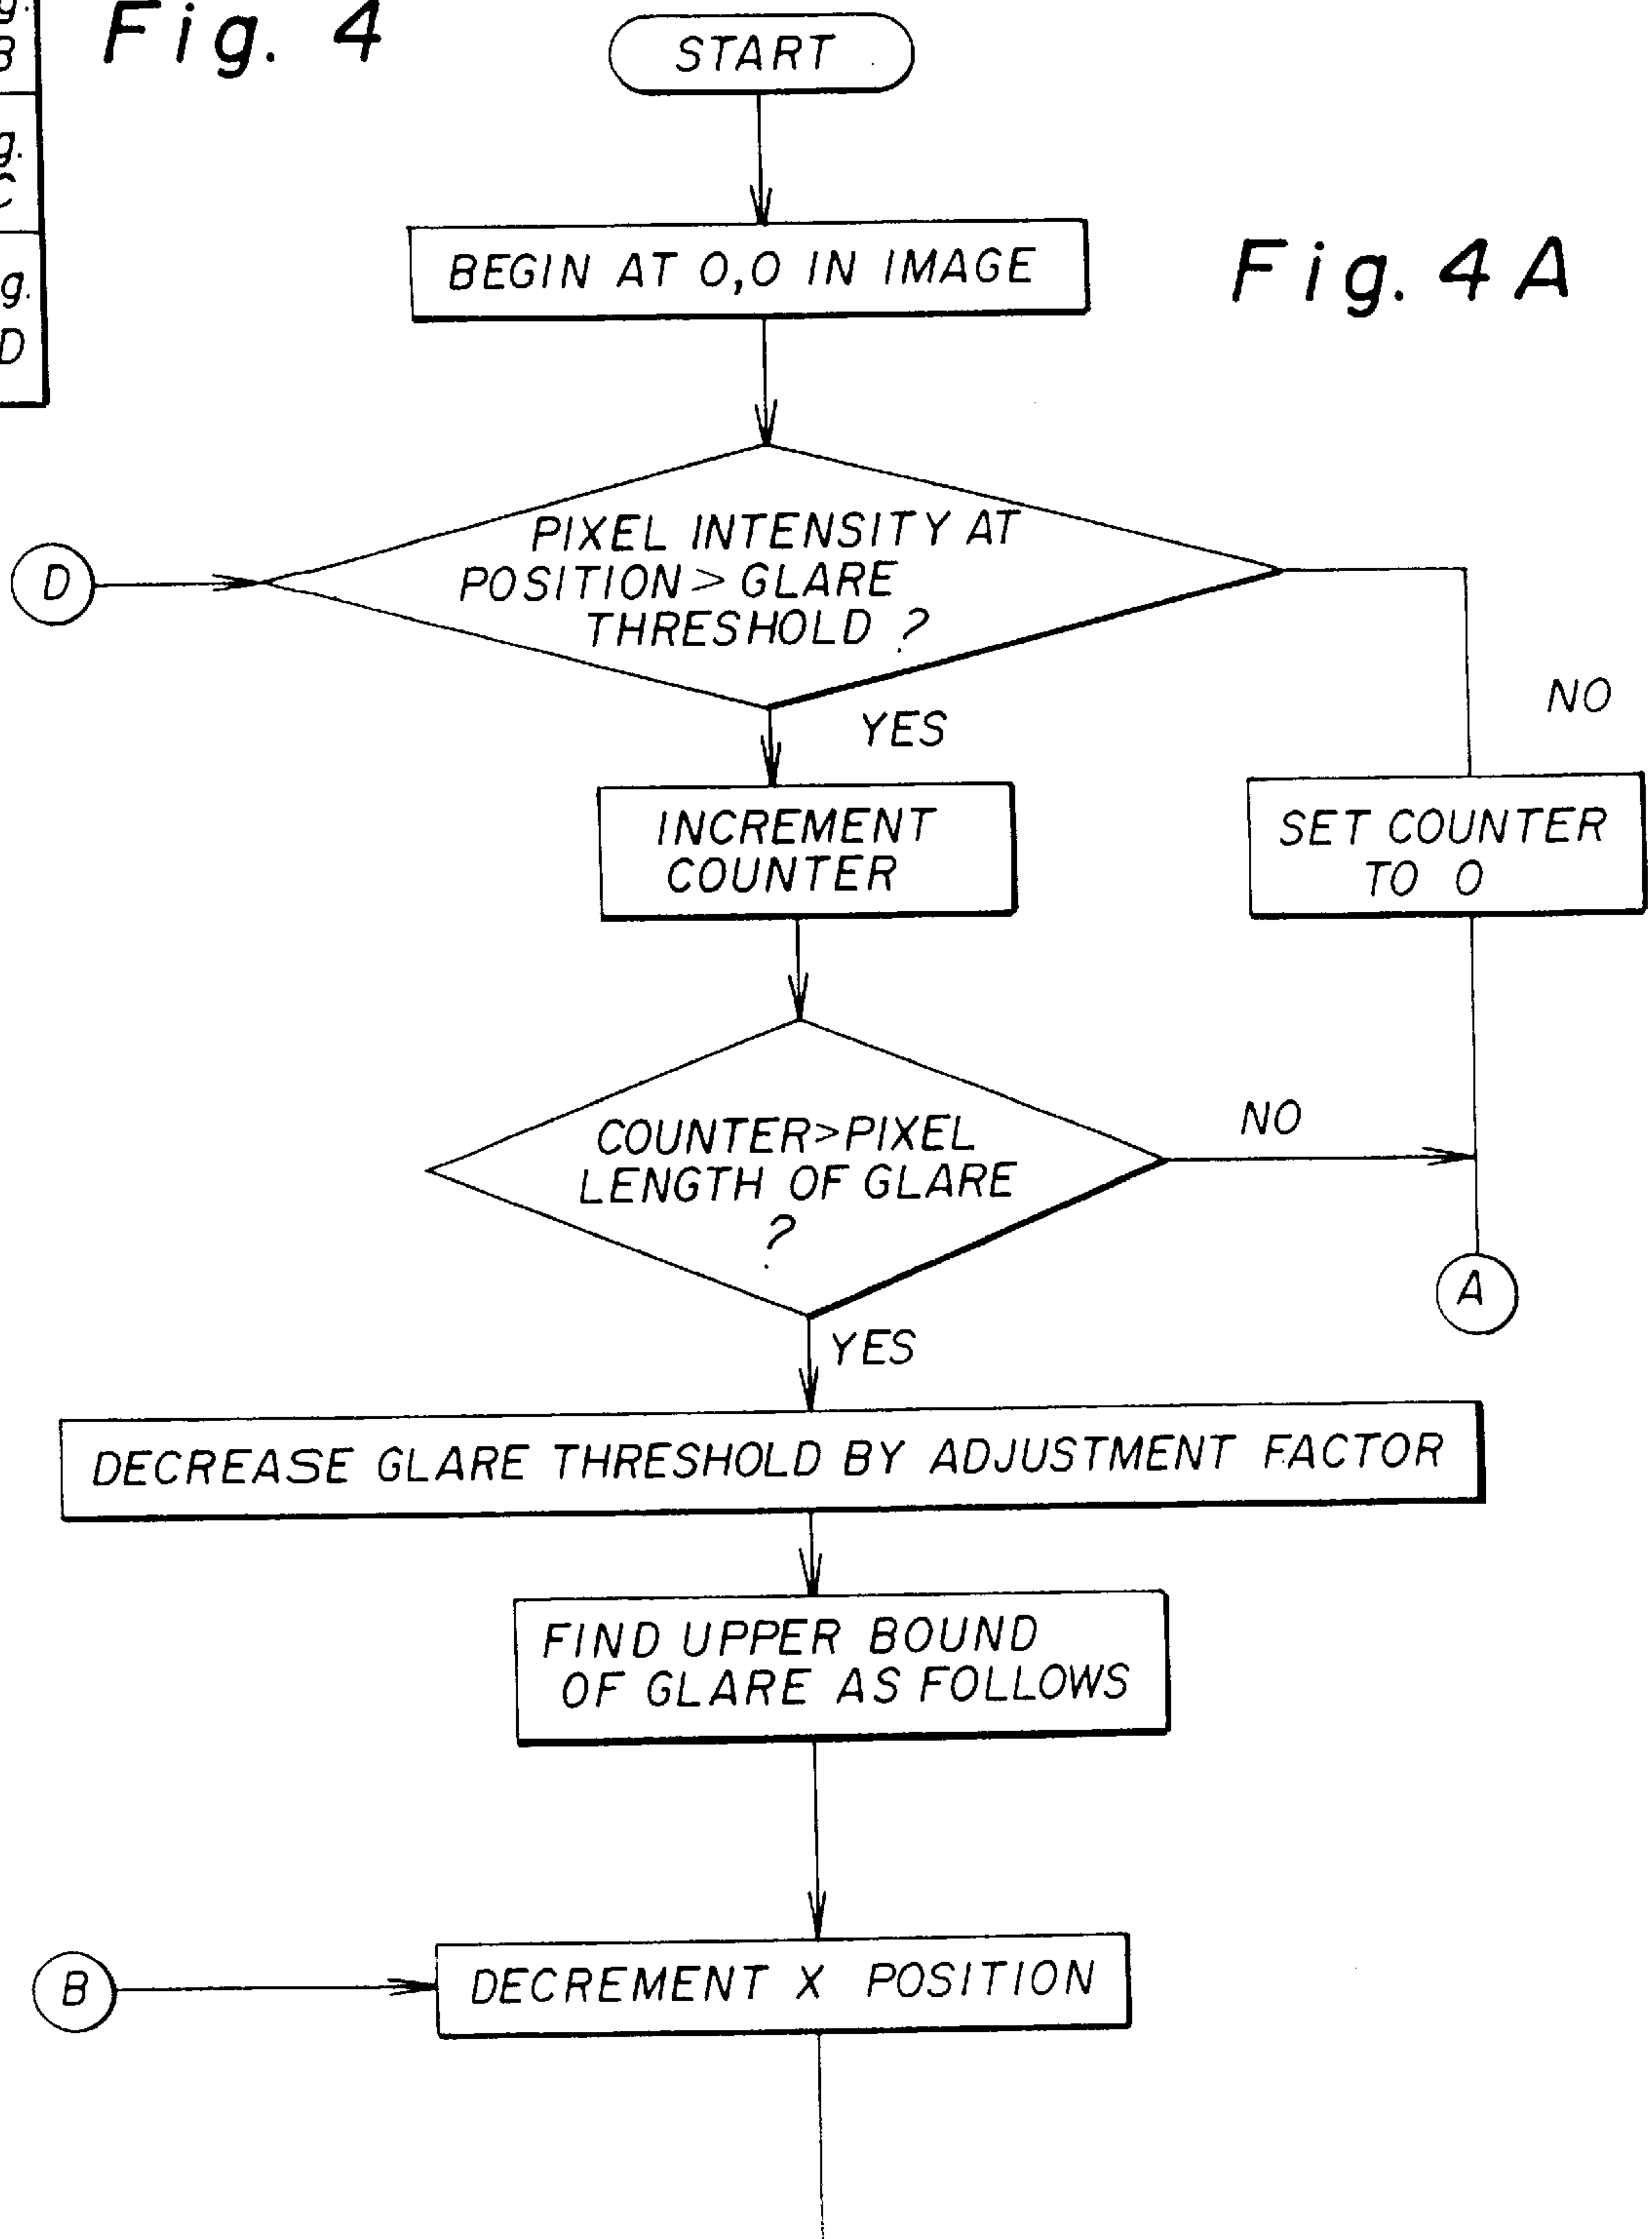 g.
B
g.
C
g.
D
Fig. 4
START
BEGIN AT 0,0 IN IMAGE
Fig. 4A
PIXEL INTENSITY AT
POSITION > GLARE
THRESHOLD ?
D
NO
YES
INCREMENT
COUNTER
SET COUNTER
TO 0
COUNTER>PIXEL
LENGTH OF GLARE
?
NO
A
YES
DECREASE GLARE THRESHOLD BY ADJUSTMENT FACTOR
FIND UPPER BOUND
OF GLARE AS FOLLOWS
B
DECREMENT X POSITION